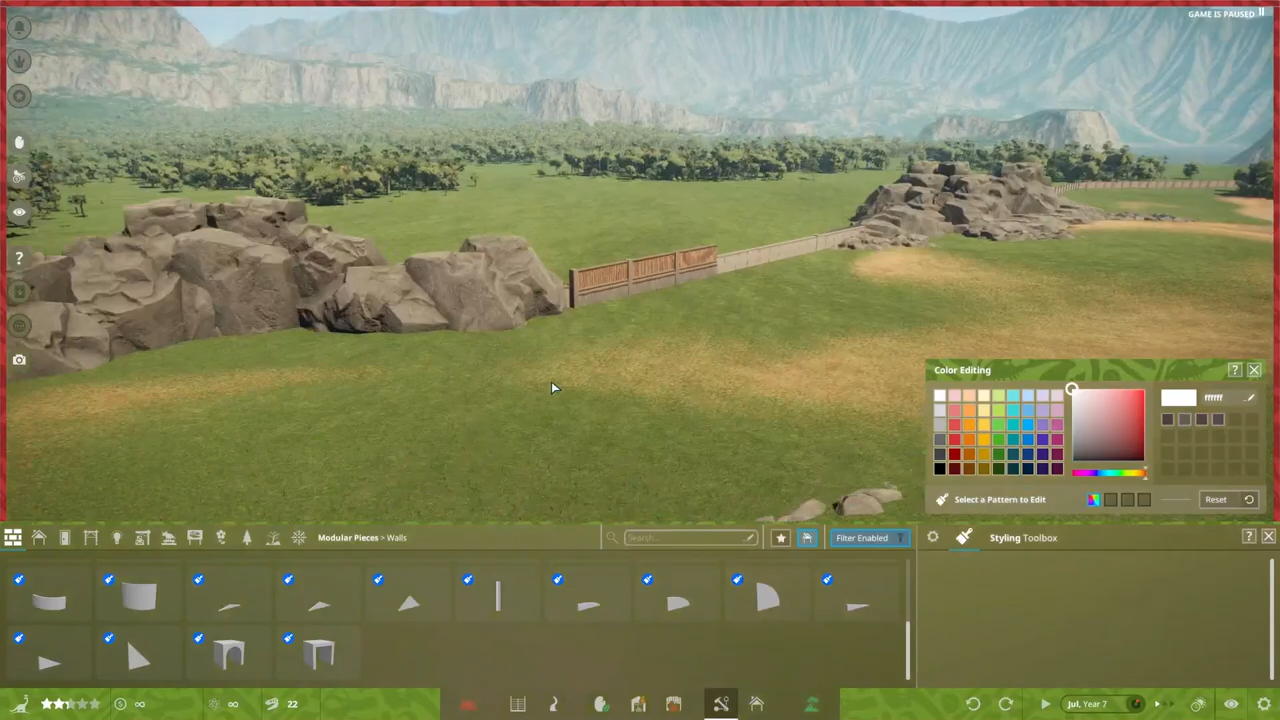 GAME IS PAUSED
?
Color Editing
?
ffffff
Select a Pattern to Edit
Reset
Modular Pieces > Walls
Search...
Filter Enabled
Styling Toolbox
?
∞
∞
22
Jul, Year 7